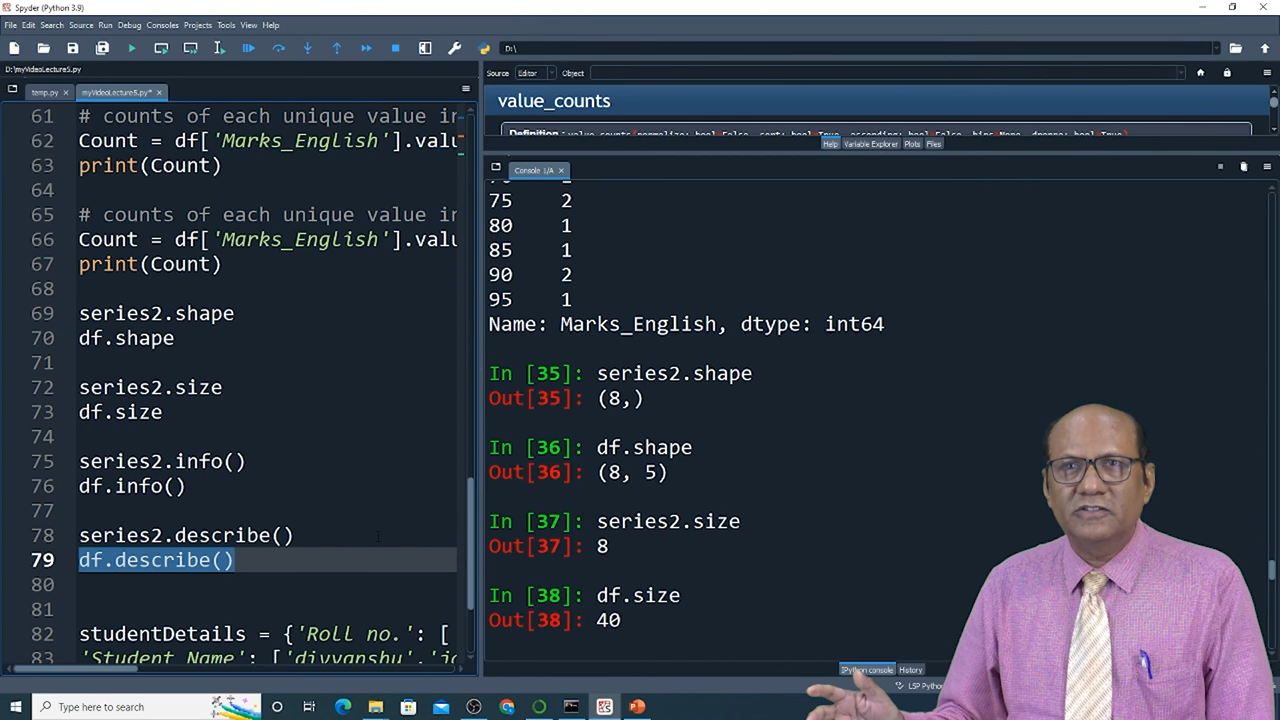 Spyder (Python 3.9)
File Edit Search Source Run Debug Consoles Projects Tools View Help
D:\
D:\myVideoLecture5.py
temp.py
myVideoLecture5.py*
Source Editor Object
value_counts
Help Variable Explorer Plots Files
Console 1/A
61 # counts of each unique value in
62 Count = df['Marks_English'].valu
63 print(Count)
64
65 # counts of each unique value in
66 Count = df['Marks_English'].valu
67 print(Count)
68
69 series2.shape
70 df.shape
71
72 series2.size
73 df.size
74
75 series2.info()
76 df.info()
77
78 series2.describe()
79 df.describe()
80
81
82 studentDetails = {'Roll no.': [
83 'Student Name': ['divyanshu','jo
75 2
80 1
85 1
90 2
95 1
Name: Marks_English, dtype: int64
In [35]: series2.shape
Out[35]: (8,)
In [36]: df.shape
Out[36]: (8, 5)
In [37]: series2.size
Out[37]: 8
In [38]: df.size
Out[38]: 40
IPython console History
LSP Pytho
Type here to search